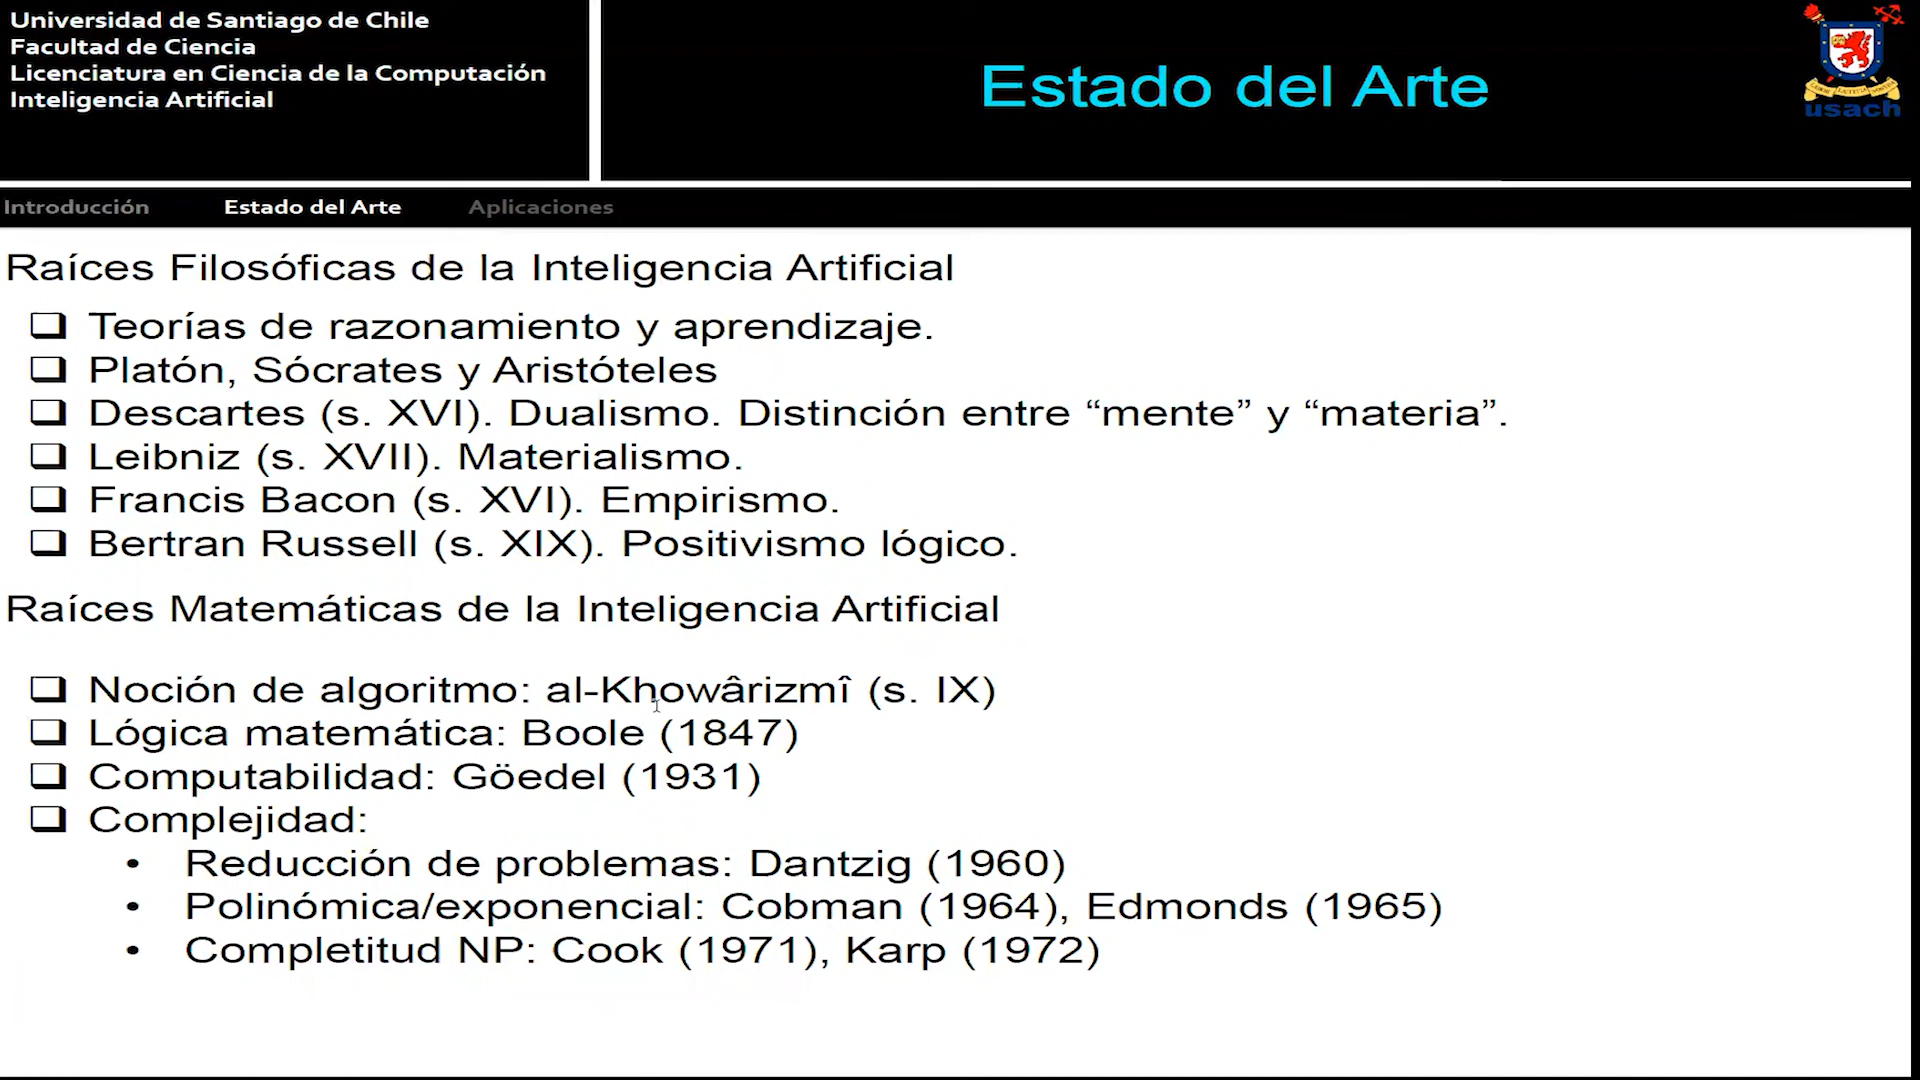 Universidad de Santiago de Chile
Facultad de Ciencia
Licenciatura en Ciencia de la Computación
Inteligencia Artificial
Estado del Arte
usach
Introducción Estado del Arte Aplicaciones
Raíces Filosóficas de la Inteligencia Artificial
Teorías de razonamiento y aprendizaje.
Platón, Sócrates y Aristóteles
Descartes (s. XVI). Dualismo. Distinción entre “mente” y “materia”.
Leibniz (s. XVII). Materialismo.
Francis Bacon (s. XVI). Empirismo.
Bertran Russell (s. XIX). Positivismo lógico.
Raíces Matemáticas de la Inteligencia Artificial
Noción de algoritmo: al-Khowârizmî (s. IX)
Lógica matemática: Boole (1847)
Computabilidad: Göedel (1931)
Complejidad:
• Reducción de problemas: Dantzig (1960)
• Polinómica/exponencial: Cobman (1964), Edmonds (1965)
• Completitud NP: Cook (1971), Karp (1972)